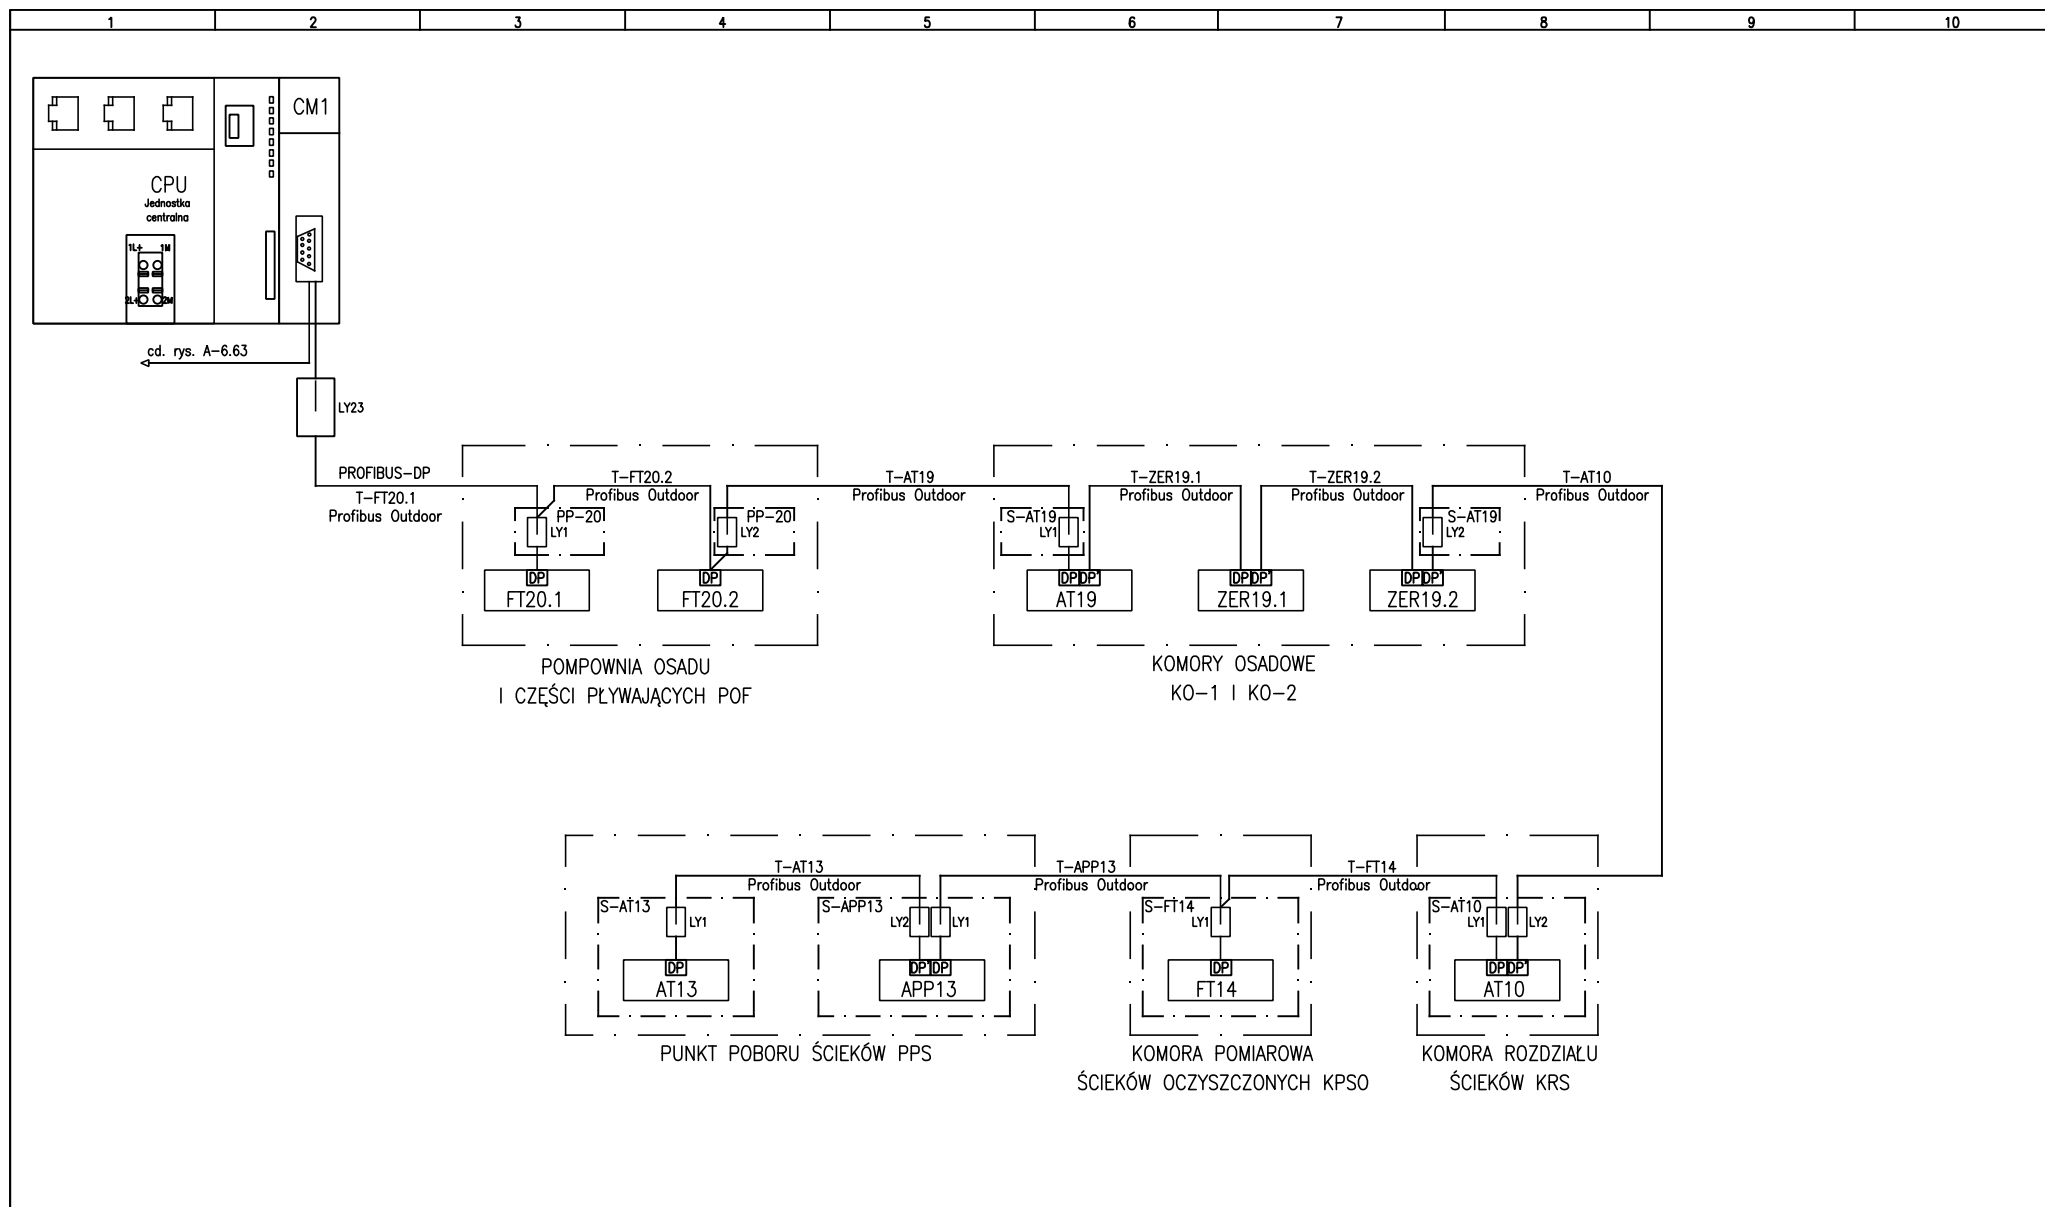 1 2 3 4 5 6 7 8 9 10
CM1
CPU
Jednostka
centralna
1L+ 1M
2L+ 2M
cd. rys. A-6.63
LY23
PROFIBUS-DP
T-FT20.1
Profibus Outdoor
T-FT20.2
Profibus Outdoor
T-AT19
Profibus Outdoor
T-ZER19.1
Profibus Outdoor
T-ZER19.2
Profibus Outdoor
T-AT10
Profibus Outdoor
PP-20
LY1
PP-20
LY2
S-AT19
LY1
S-AT19
LY2
DP
FT20.1
DP
FT20.2
DP DP'
AT19
DP DP'
ZER19.1
DP DP'
ZER19.2
POMPOWNIA OSADU
I CZĘŚCI PŁYWAJĄCYCH POF
KOMORY OSADOWE
KO-1 I KO-2
T-AT13
Profibus Outdoor
T-APP13
Profibus Outdoor
T-FT14
Profibus Outdoor
S-AT13
LY1
S-APP13
LY2 LY1
S-FT14
LY1
S-AT10
LY1 LY2
DP
AT13
DP' DP
APP13
DP
FT14
DP DP'
AT10
PUNKT POBORU ŚCIEKÓW PPS
KOMORA POMIAROWA
ŚCIEKÓW OCZYSZCZONYCH KPSO
KOMORA ROZDZIAŁU
ŚCIEKÓW KRS